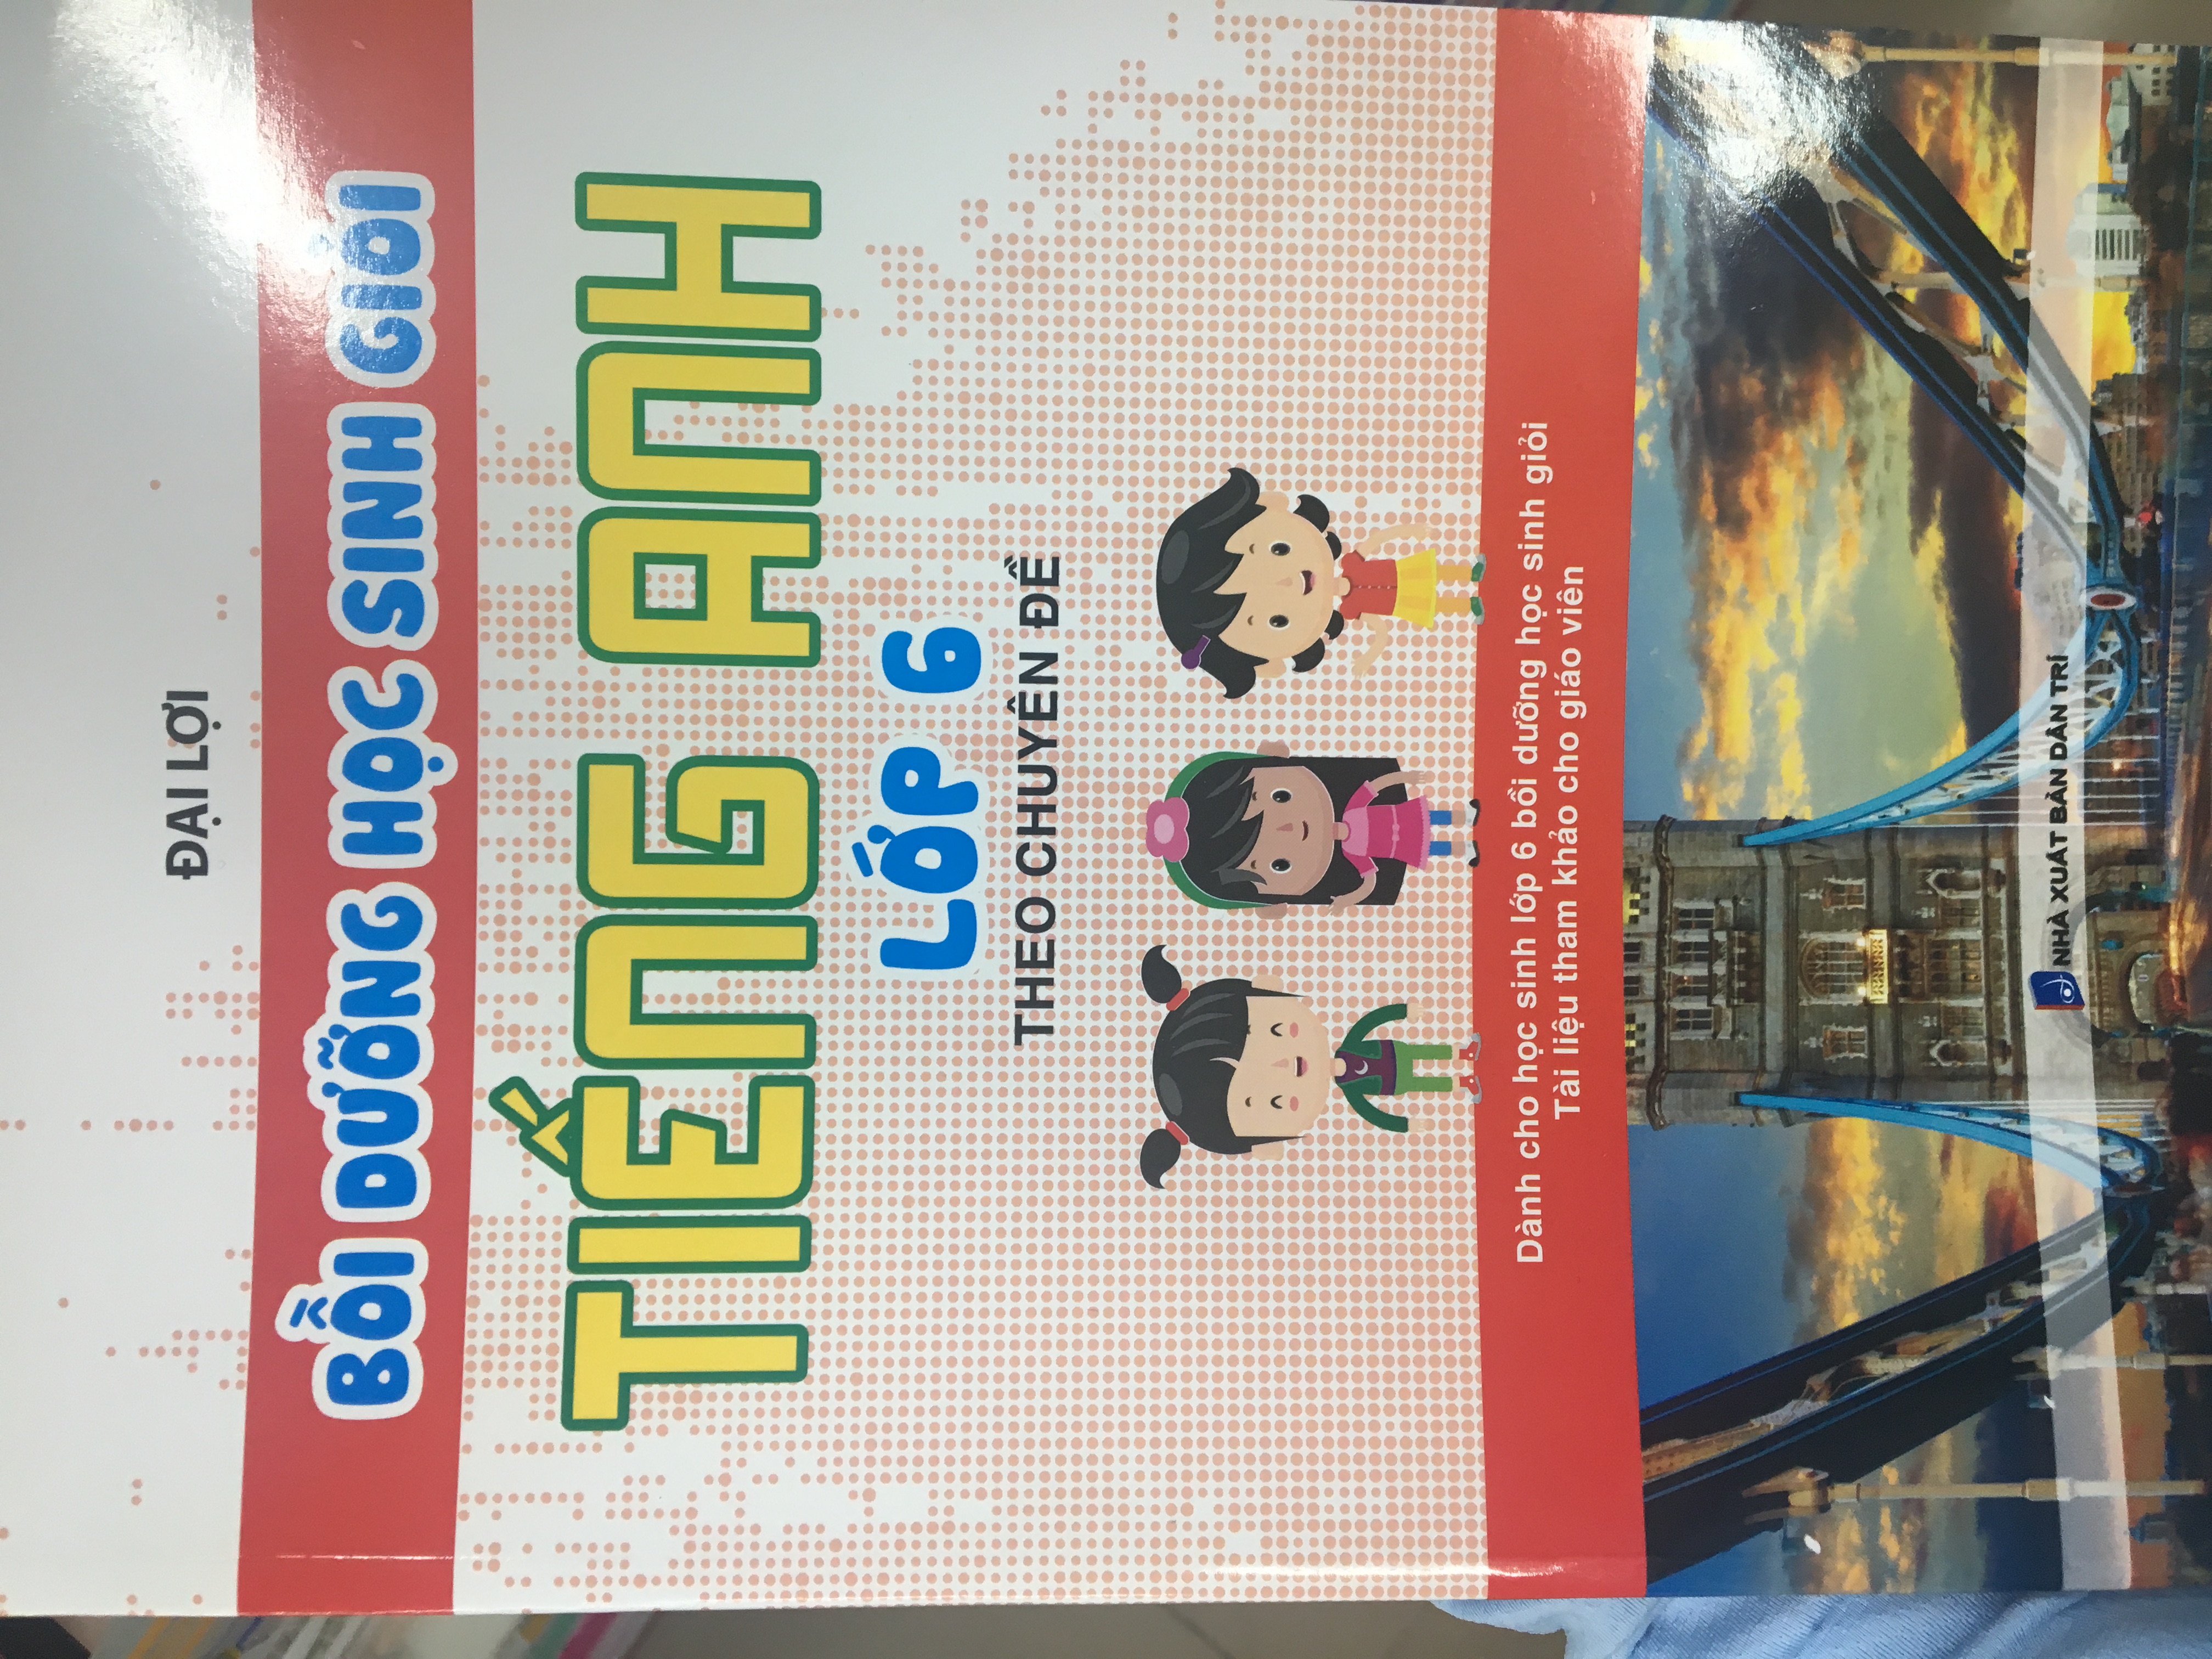 ĐẠI LỢI
BỒI DƯỠNG HỌC SINH GIỎI
TIẾNG ANH
LỚP 6
THEO CHUYÊN ĐỀ
Dành cho học sinh lớp 6 bồi dưỡng học sinh giỏi
Tài liệu tham khảo cho giáo viên
NHÀ XUẤT BẢN DÂN TRÍ